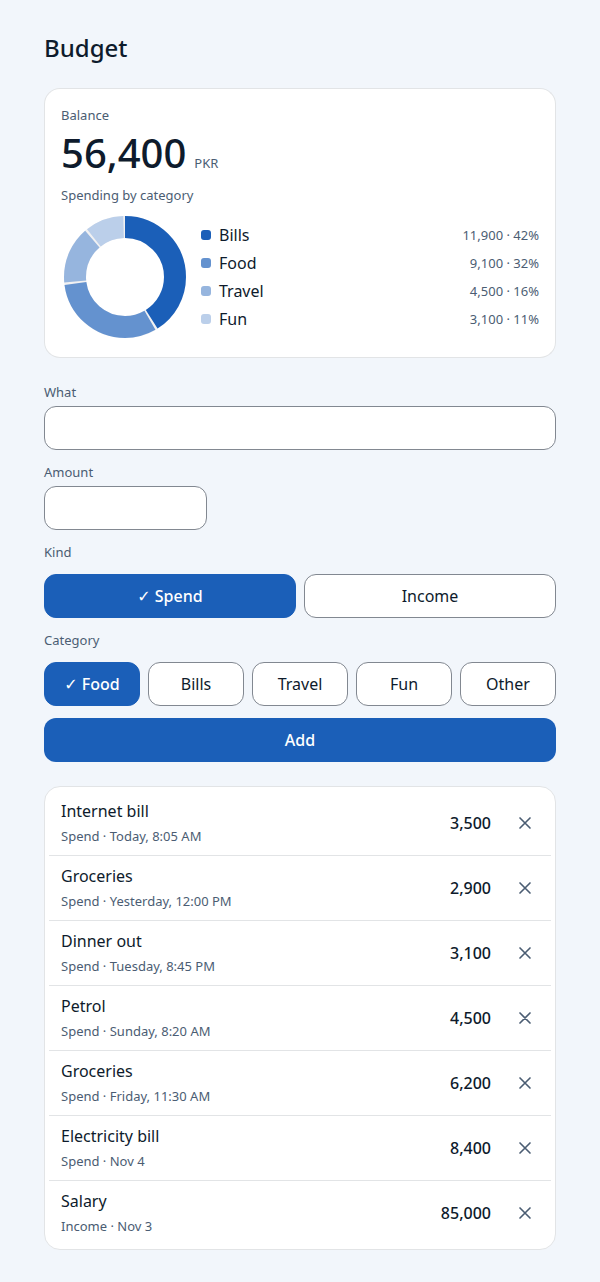 Budget
Balance
56,400 PKR
Spending by category
Bills 11,900 · 42%
Food 9,100 · 32%
Travel 4,500 · 16%
Fun 3,100 · 11%
What
Amount
Kind
✓ Spend Income
Category
✓ Food Bills Travel Fun Other
Add
Internet bill
Spend · Today, 8:05 AM
3,500
Groceries
Spend · Yesterday, 12:00 PM
2,900
Dinner out
Spend · Tuesday, 8:45 PM
3,100
Petrol
Spend · Sunday, 8:20 AM
4,500
Groceries
Spend · Friday, 11:30 AM
6,200
Electricity bill
Spend · Nov 4
8,400
Salary
Income · Nov 3
85,000